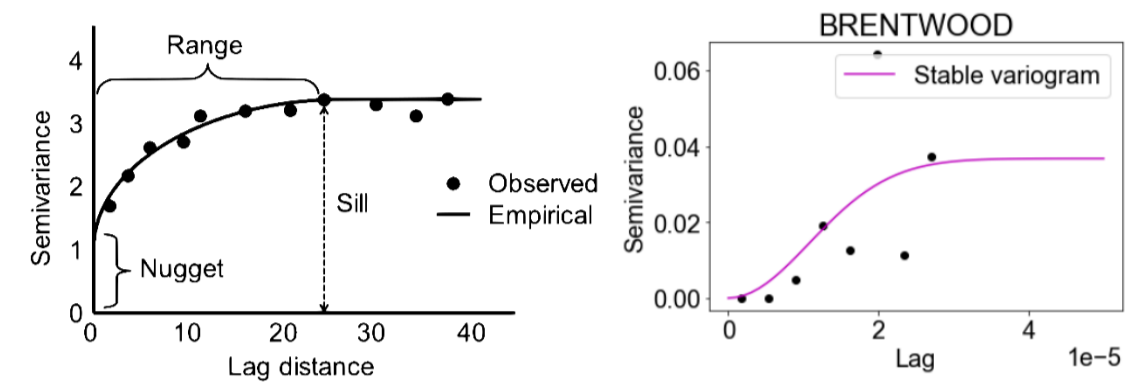 Range
4
3
2
1
0
Semivariance
Nugget
Sill
Observed
Empirical
0 10 20 30 40
Lag distance
BRENTWOOD
Stable variogram
0.06
0.04
0.02
0.00
Semivariance
0 2 4
Lag
1e−5